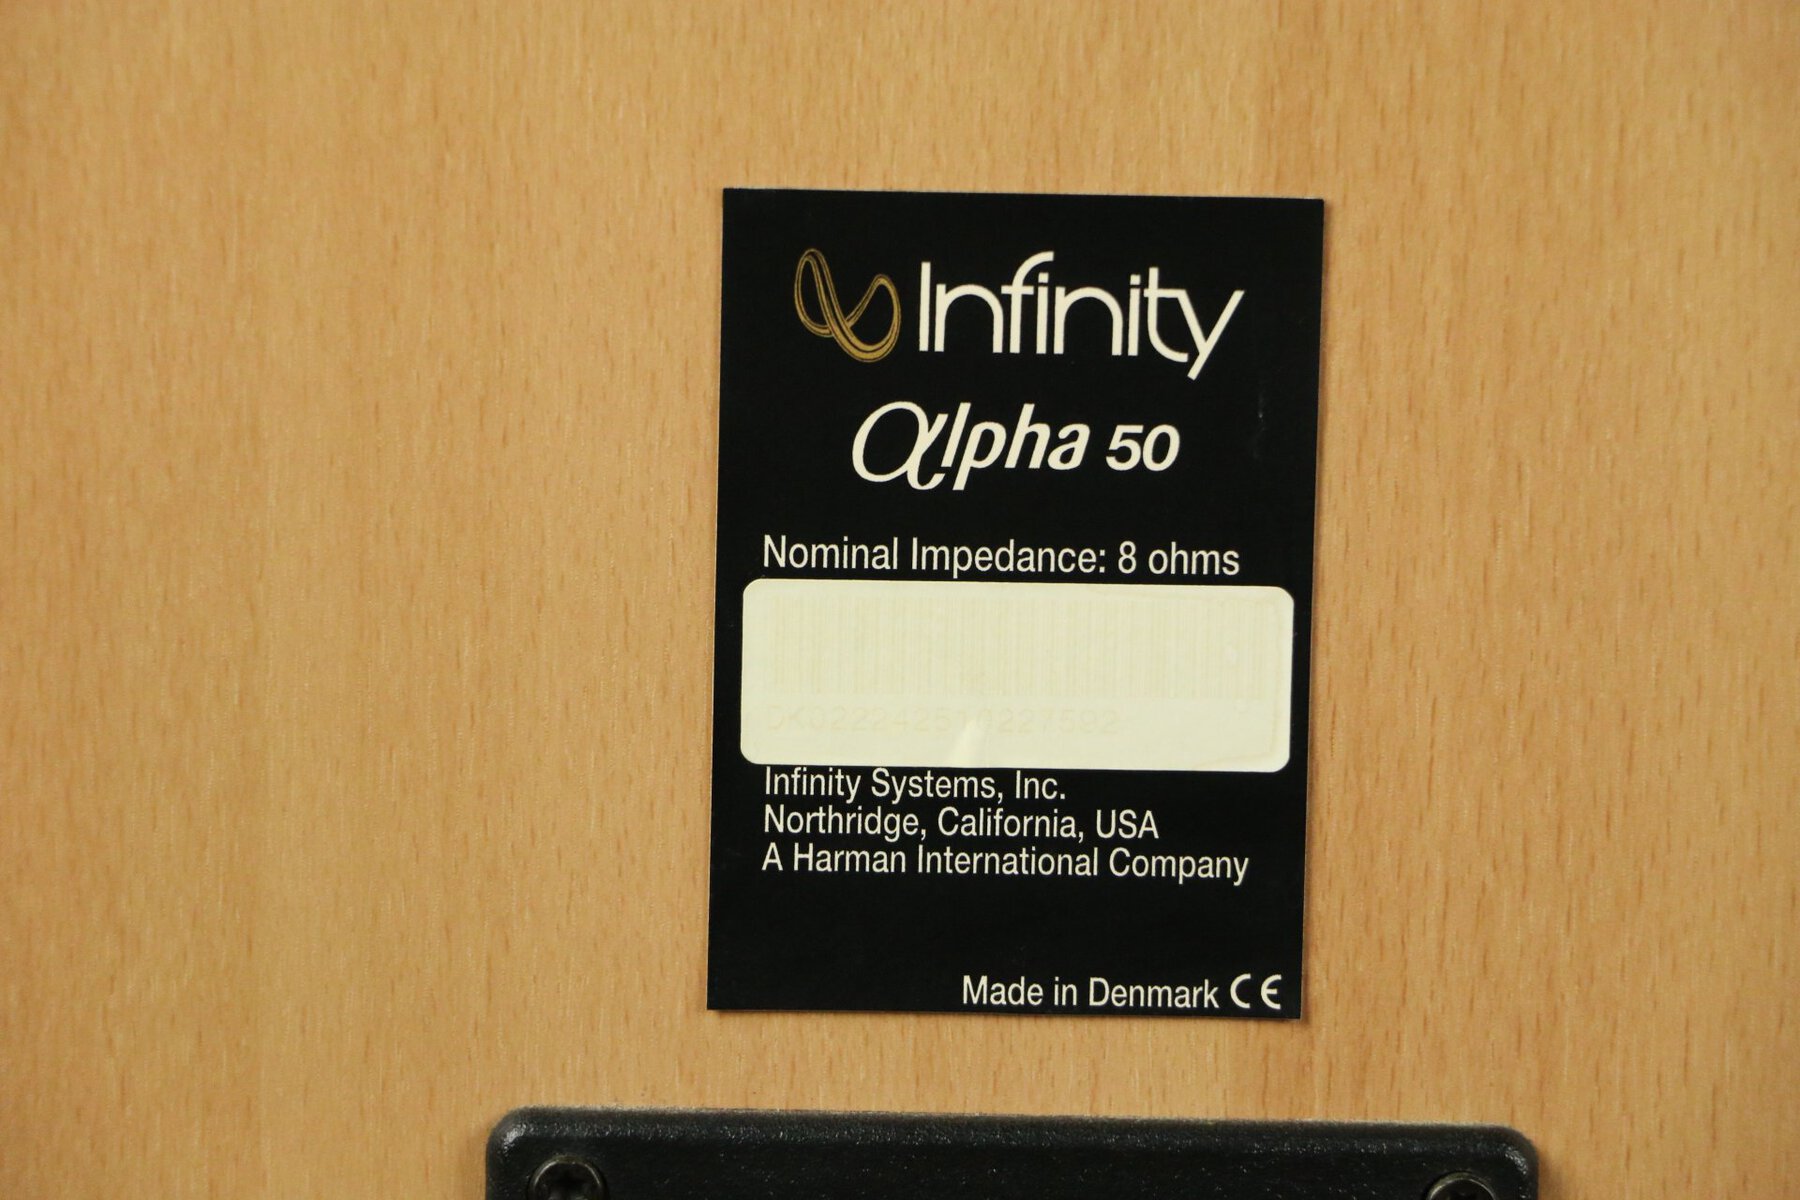 Infinity
αlpha 50
Nominal Impedance: 8 ohms
Infinity Systems, Inc.
Northridge, California, USA
A Harman International Company
Made in Denmark CE